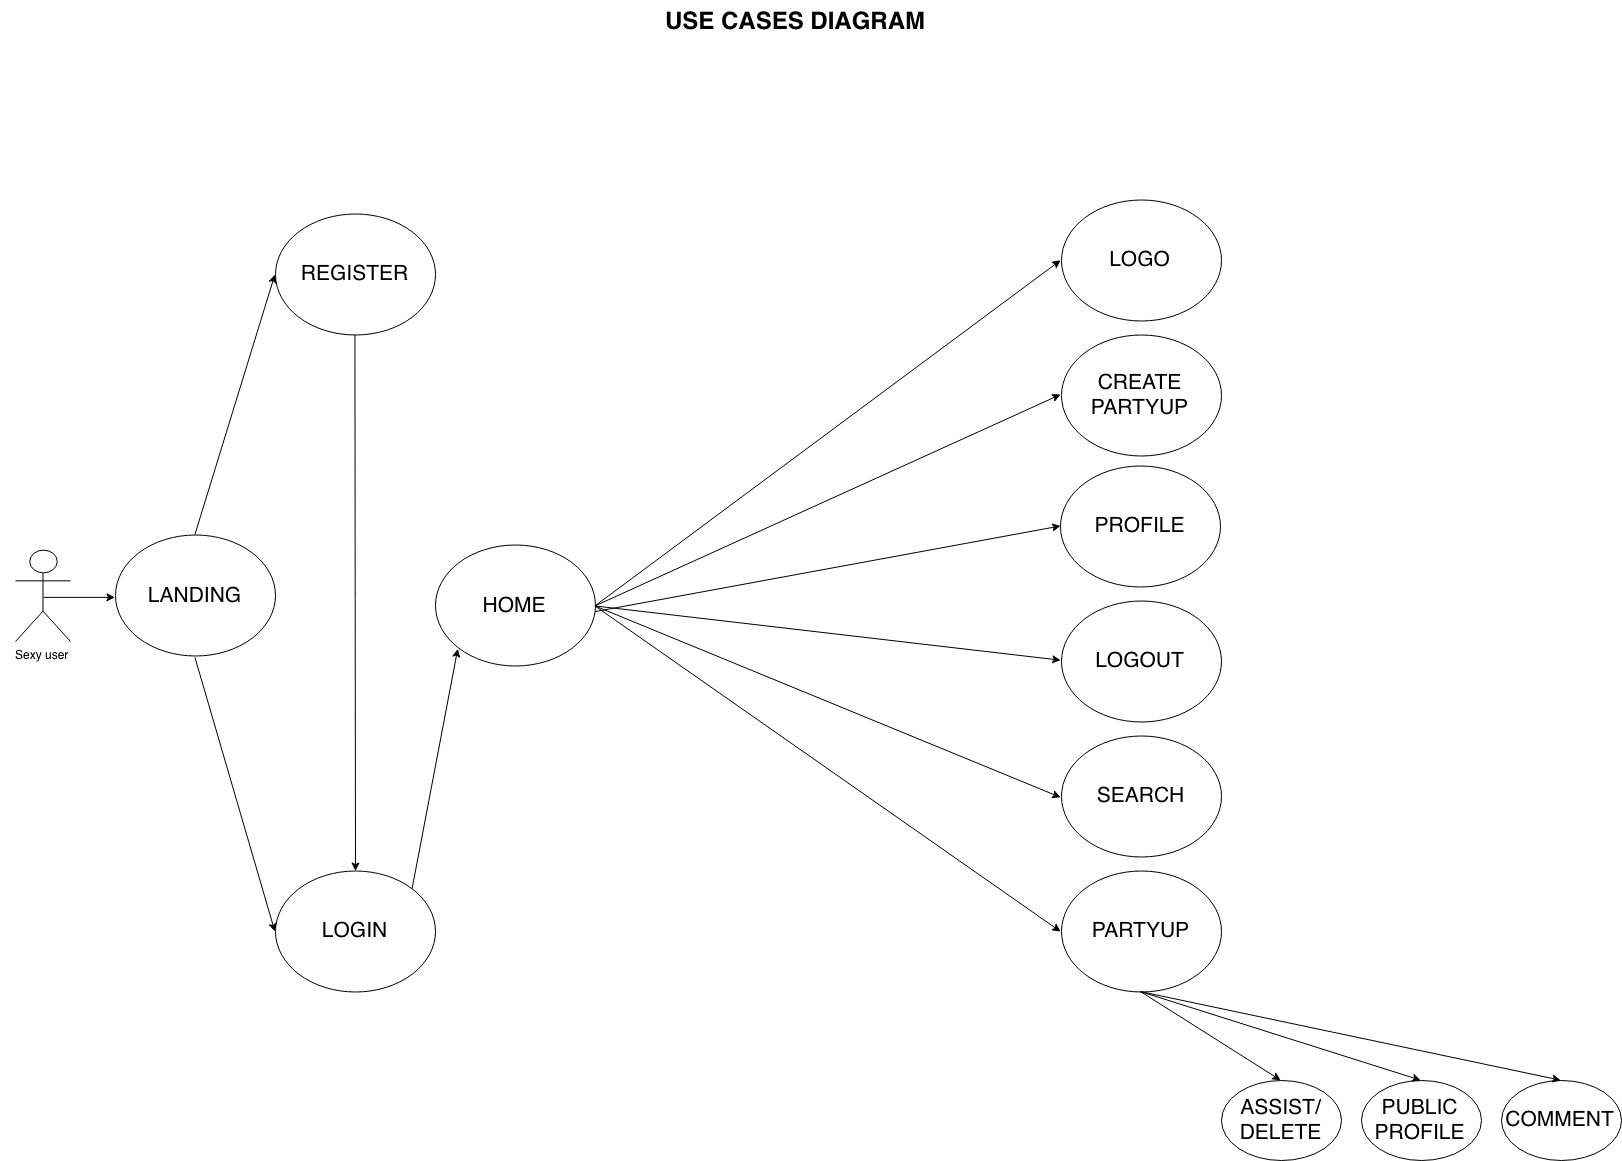 USE CASES DIAGRAM
REGISTER
LANDING
Sexy user
LOGIN
HOME
LOGO
CREATE
PARTYUP
PROFILE
LOGOUT
SEARCH
PARTYUP
ASSIST/
DELETE
PUBLIC
PROFILE
COMMENT